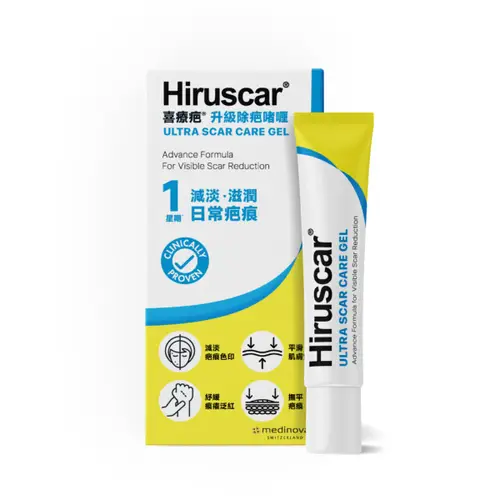 Hiruscar®
喜療疤® 升級除疤啫喱
ULTRA SCAR CARE GEL
Advance Formula
For Visible Scar Reduction
1
星期
減淡·滋潤
日常疤痕
CLINICALLY
PROVEN
減淡
疤痕色印
平滑
肌膚
紓緩
痕癢泛紅
撫平
疤痕
medinova
SWITZERLAND
Hiruscar®
ULTRA SCAR CARE GEL
Advance Formula for Visible Scar Reduction